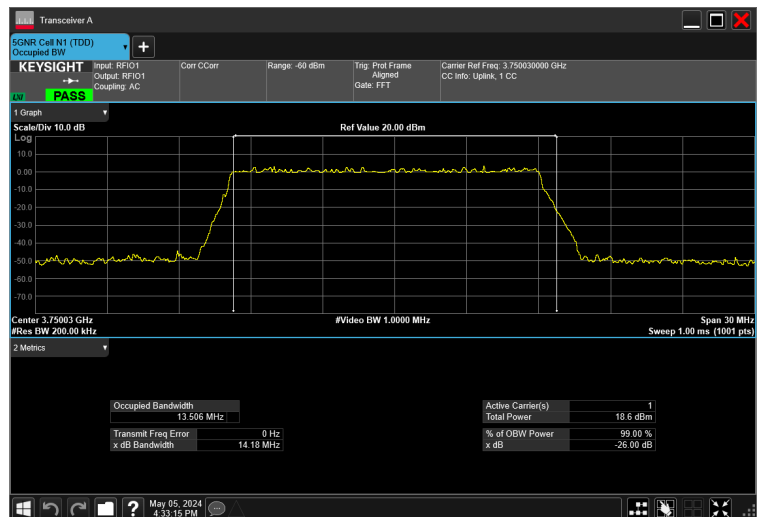 Transceiver A
5GNR Cell N1 (TDD)
Occupied BW
KEYSIGHT
PASS
Input: RFIO1
Output: RFIO1
Coupling: AC
Corr CCorr
Range: -60 dBm
Trig: Prot Frame
Aligned
Gate: FFT
Carrier Ref Freq: 3.750030000 GHz
CC Info: Uplink, 1 CC
1 Graph
Scale/Div 10.0 dB
Ref Value 20.00 dBm
Log
10.0
0.00
-10.0
-20.0
-30.0
-40.0
-50.0
-60.0
-70.0
Center 3.75003 GHz
#Video BW 1.0000 MHz
Span 30 MHz
#Res BW 200.00 kHz
Sweep 1.00 ms (1001 pts)
2 Metrics
Occupied Bandwidth
13.506 MHz
Transmit Freq Error 0 Hz
x dB Bandwidth 14.18 MHz
Active Carrier(s) 1
Total Power 18.6 dBm
% of OBW Power 99.00 %
x dB -26.00 dB
May 05, 2024
4:33:15 PM